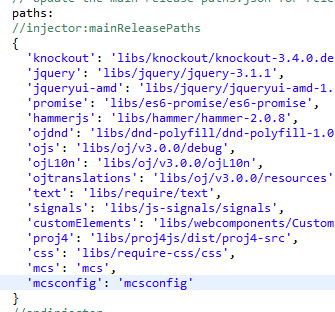 // Update the main-release-paths.json for relea
paths:
//injector:mainReleasePaths
{
'knockout': 'libs/knockout/knockout-3.4.0.de
'jquery': 'libs/jquery/jquery-3.1.1',
'jqueryui-amd': 'libs/jquery/jqueryui-amd-1.
'promise': 'libs/es6-promise/es6-promise',
'hammerjs': 'libs/hammer/hammer-2.0.8',
'ojdnd': 'libs/dnd-polyfill/dnd-polyfill-1.0
'ojs': 'libs/oj/v3.0.0/debug',
'ojL10n': 'libs/oj/v3.0.0/ojL10n',
'ojtranslations': 'libs/oj/v3.0.0/resources'
'text': 'libs/require/text',
'signals': 'libs/js-signals/signals',
'customElements': 'libs/webcomponents/Custom
'proj4': 'libs/proj4js/dist/proj4-src',
'css': 'libs/require-css/css',
'mcs': 'mcs',
'mcsconfig': 'mcsconfig'
}
//endinjector